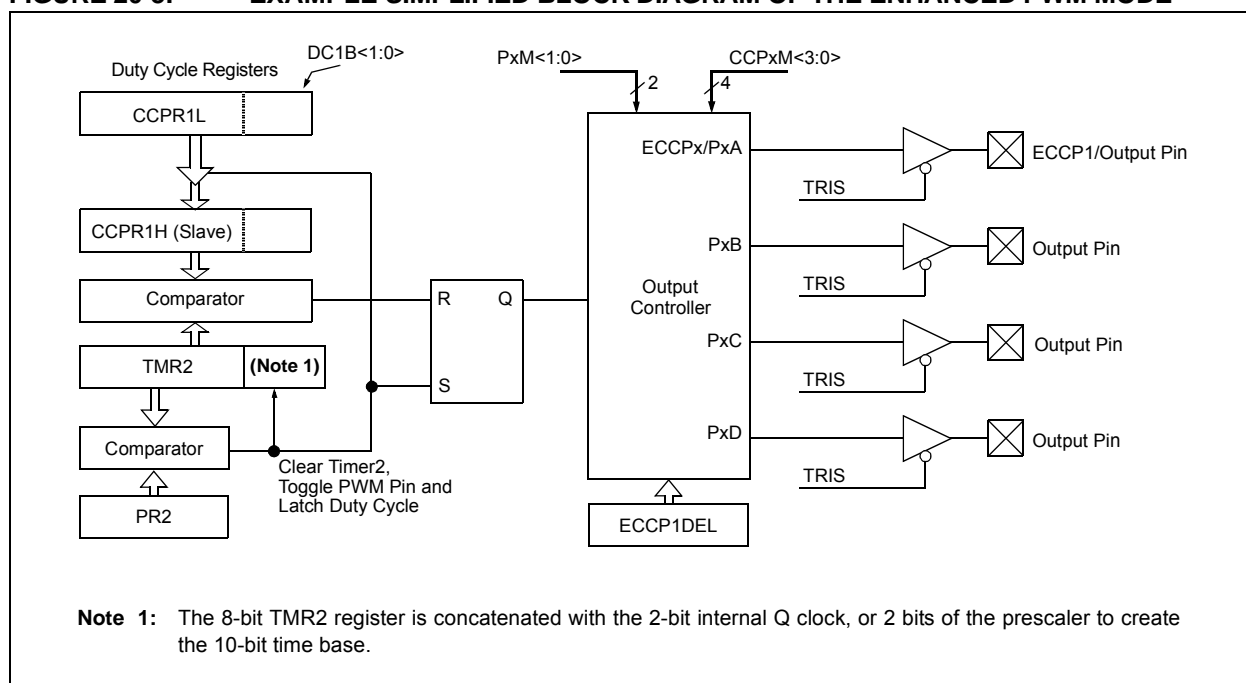 DC1B<1:0>
Duty Cycle Registers
CCPR1L
CCPR1H (Slave)
Comparator
TMR2
(Note 1)
Comparator
PR2
Clear Timer2,
Toggle PWM Pin and
Latch Duty Cycle
R
Q
S
PxM<1:0>
2
CCPxM<3:0>
4
Output
Controller
ECCPx/PxA
PxB
PxC
PxD
ECCP1DEL
TRIS
ECCP1/Output Pin
TRIS
Output Pin
TRIS
Output Pin
TRIS
Output Pin
Note 1: The 8-bit TMR2 register is concatenated with the 2-bit internal Q clock, or 2 bits of the prescaler to create
the 10-bit time base.